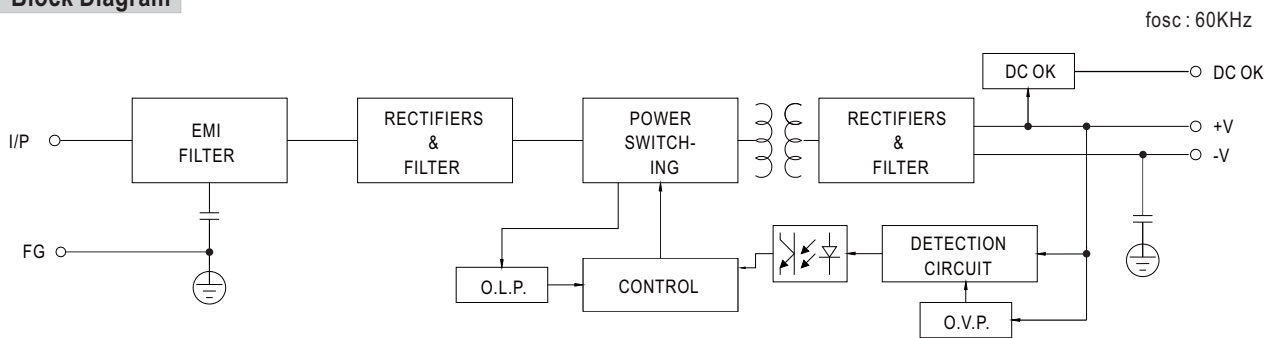 Block Diagram
fosc : 60KHz
DC OK
DC OK
I/P
EMI
FILTER
RECTIFIERS
&
FILTER
POWER
SWITCH-
ING
RECTIFIERS
&
FILTER
+V
-V
FG
O.L.P.
CONTROL
DETECTION
CIRCUIT
O.V.P.